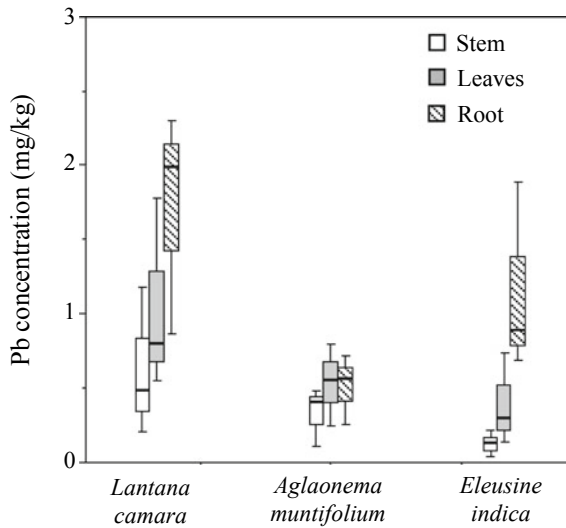 3
Stem
Leaves
Root
2
Pb concentration (mg/kg)
1
0
Lantana
camara
Aglaonema
muntifolium
Eleusine
indica